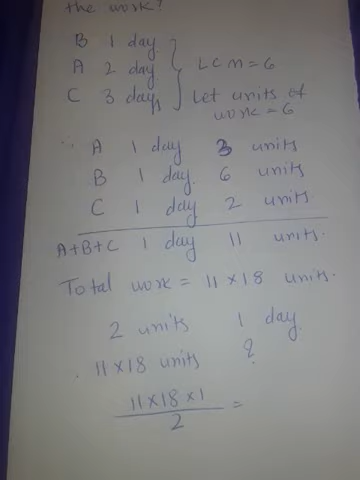 the work?
B 1 day
A 2 day
C 3 days
LCM = 6
Let units of
work = 6
∴ A 1 day 3 units
B 1 day. 6 units
C 1 day 2 units.
A+B+C 1 day 11 units.
Total work = 11 × 18 units.
2 units 1 day
. 11×18 units ?
11×18×1
2 =